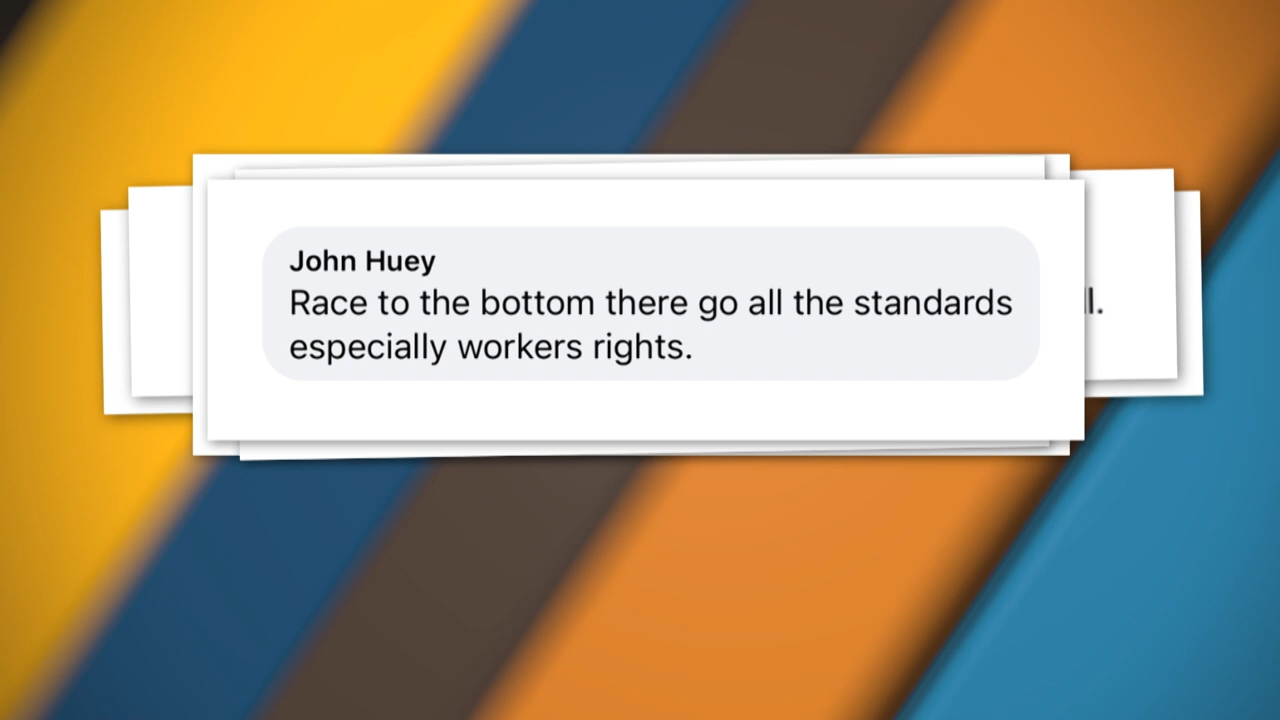 John Huey
Race to the bottom there go all the standards
especially workers rights.